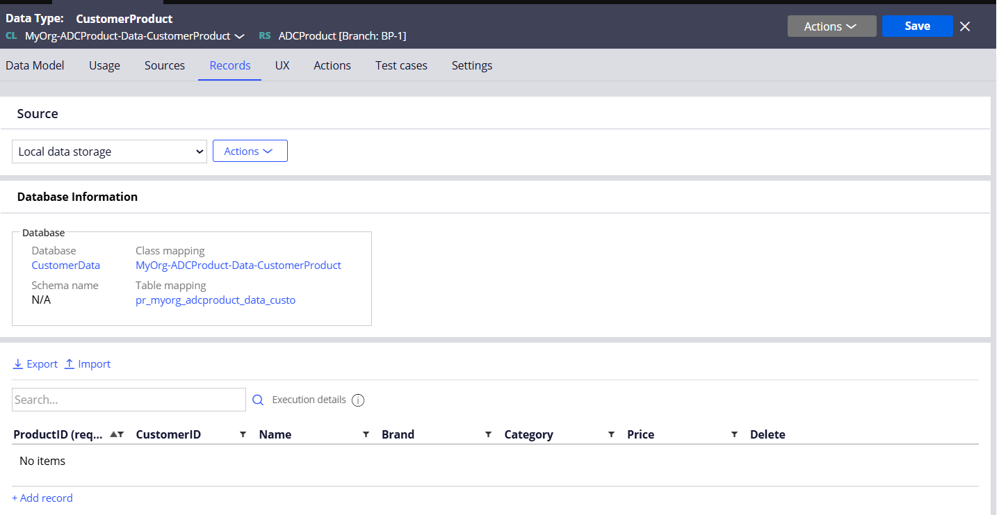 Data Type: CustomerProduct
CL MyOrg-ADCProduct-Data-CustomerProduct RS ADCProduct [Branch: BP-1]
Actions Save
Data Model Usage Sources Records UX Actions Test cases Settings
Source
Local data storage Actions
Database Information
Database
Database Class mapping
CustomerData MyOrg-ADCProduct-Data-CustomerProduct
Schema name Table mapping
N/A pr_myorg_adcproduct_data_custo
Export Import
Search... Execution details
ProductID (req... CustomerID Name Brand Category Price Delete
No items
+ Add record